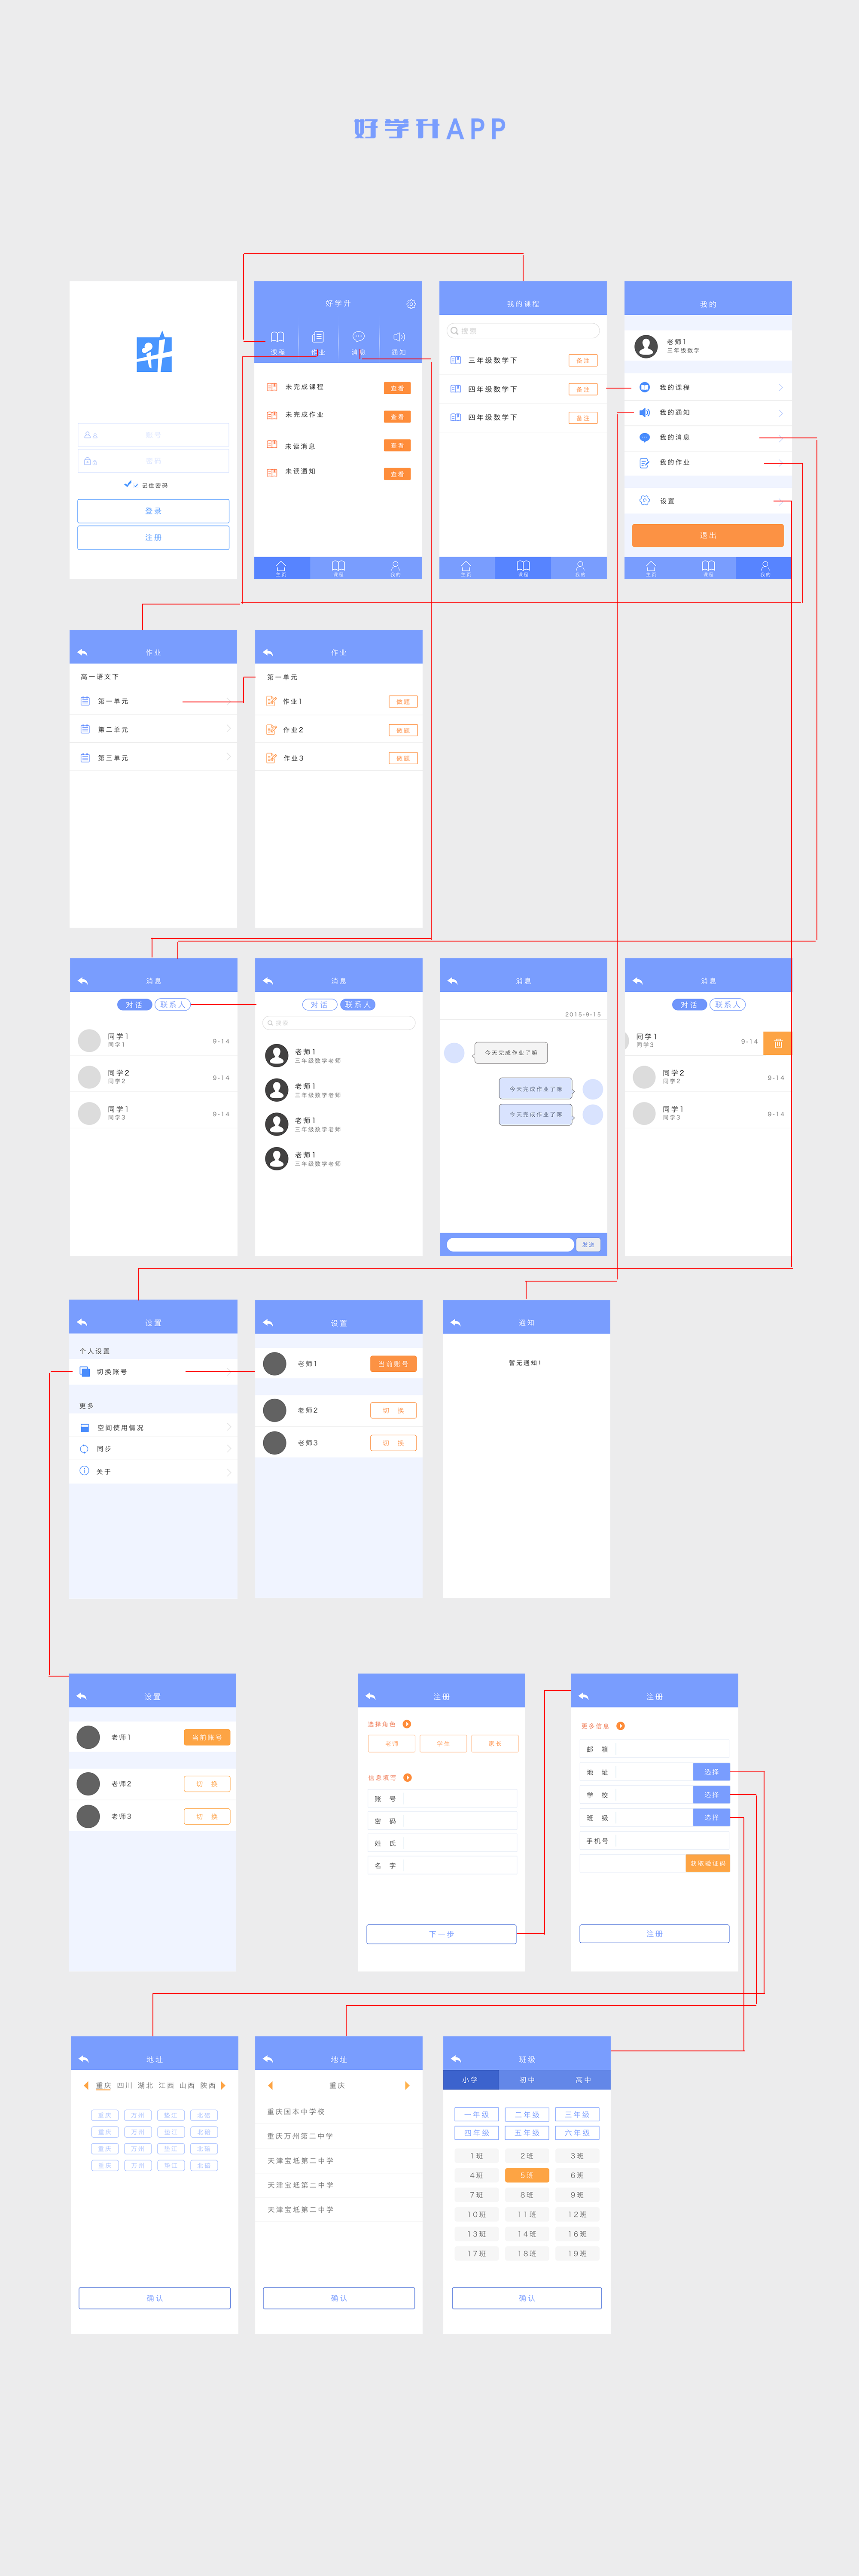 好学升APP
账号
密码
记住密码
登录
注册
好学升
课程
作业
消息
通知
未完成课程
查看
未完成作业
查看
未读消息
查看
未读通知
查看
主页
课程
我的
我的课程
搜索
三年级数学下
备注
四年级数学下
备注
四年级数学下
备注
主页
课程
我的
我的
老师1
三年级数学
我的课程
我的通知
我的消息
我的作业
设置
退出
主页
课程
我的
作业
高一语文下
第一单元
第二单元
第三单元
作业
第一单元
作业1
做题
作业2
做题
作业3
做题
消息
对话
联系人
同学1
同学1
9-14
同学2
同学2
9-14
同学1
同学3
9-14
消息
对话
联系人
搜索
老师1
三年级数学老师
老师1
三年级数学老师
老师1
三年级数学老师
老师1
三年级数学老师
消息
2015-9-15
今天完成作业了嘛
今天完成作业了嘛
今天完成作业了嘛
发送
消息
对话
联系人
同学1
同学3
9-14
同学2
同学2
9-14
同学1
同学3
9-14
设置
个人设置
切换账号
更多
空间使用情况
同步
关于
设置
老师1
当前账号
老师2
切 换
老师3
切 换
通知
暂无通知!
设置
老师1
当前账号
老师2
切 换
老师3
切 换
注册
选择角色
老师
学生
家长
信息填写
账 号
密 码
姓 氏
名 字
下一步
注册
更多信息
邮 箱
地 址
选择
学 校
选择
班 级
选择
手机号
获取验证码
注册
地址
重庆 四川 湖北 江西 山西 陕西
重庆 万州 垫江 北碚
重庆 万州 垫江 北碚
重庆 万州 垫江 北碚
重庆 万州 垫江 北碚
确认
地址
重庆
重庆国本中学校
重庆万州第二中学
天津宝坻第二中学
天津宝坻第二中学
天津宝坻第二中学
确认
班级
小学
初中
高中
一年级 二年级 三年级
四年级 五年级 六年级
1班 2班 3班
4班 5班 6班
7班 8班 9班
10班 11班 12班
13班 14班 16班
17班 18班 19班
确认